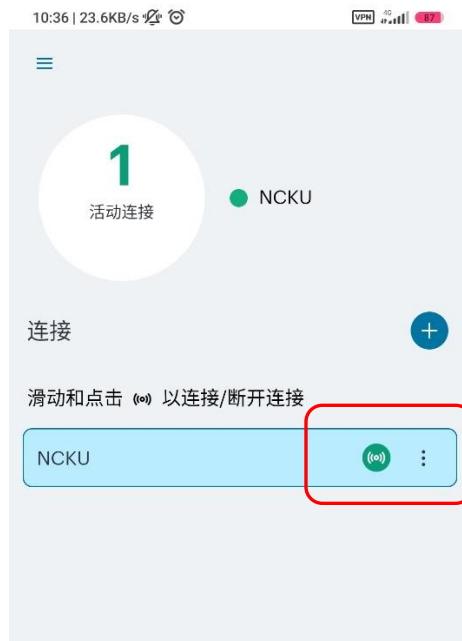 10:36 | 23.6KB/s
VPN 4G 87
1
活动连接
NCKU
连接
滑动和点击 以连接/断开连接
NCKU